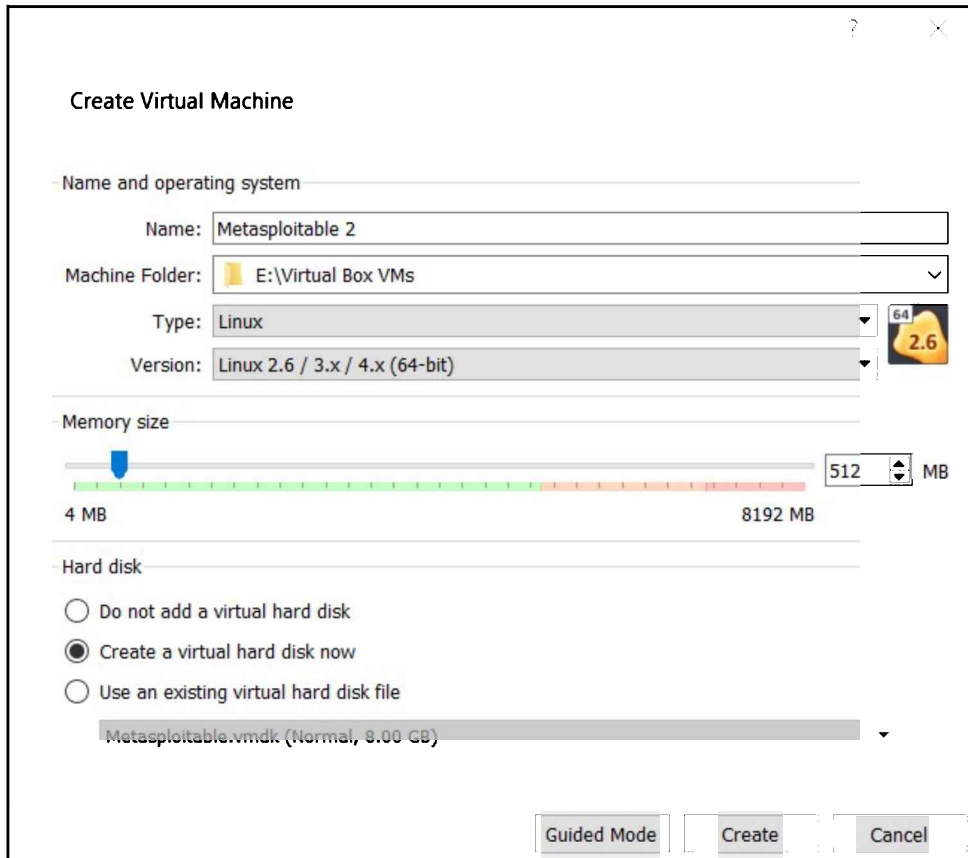 ?
Create Virtual Machine
Name and operating system
Name: Metasploitable 2
Machine Folder: E:\Virtual Box VMs
Type: Linux
64
2.6
Version: Linux 2.6 / 3.x / 4.x (64-bit)
Memory size
512 MB
4 MB 8192 MB
Hard disk
Do not add a virtual hard disk
Create a virtual hard disk now
Use an existing virtual hard disk file
Metasploitable.vmdk (Normal, 8.00 GB)
Guided Mode Create Cancel